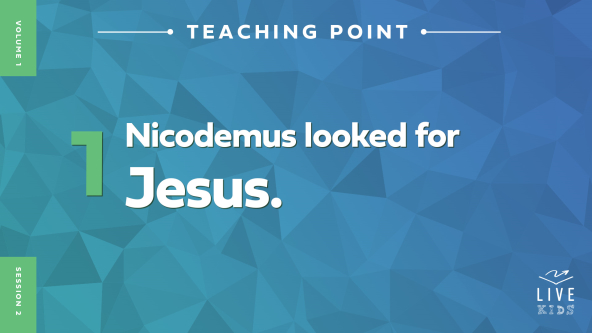 VOLUME 1
TEACHING POINT
1
Nicodemus looked for
Jesus.
SESSION 2
LIVE
KIDS